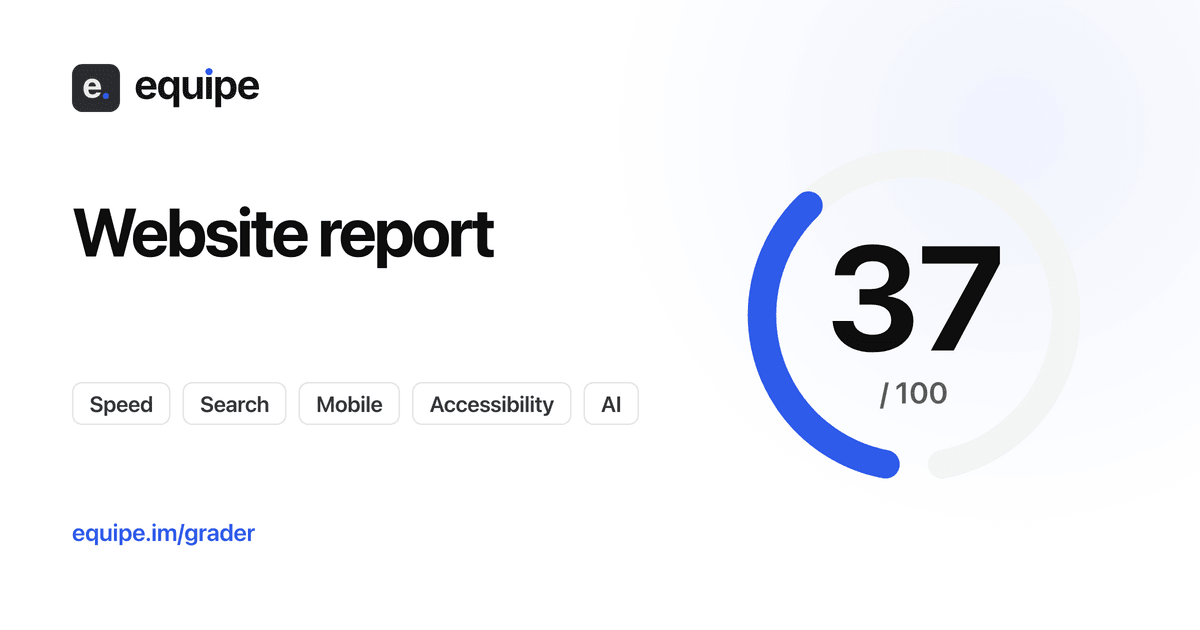 e.
equipe
Website report
37
/ 100
Speed
Search
Mobile
Accessibility
AI
equipe.im/grader